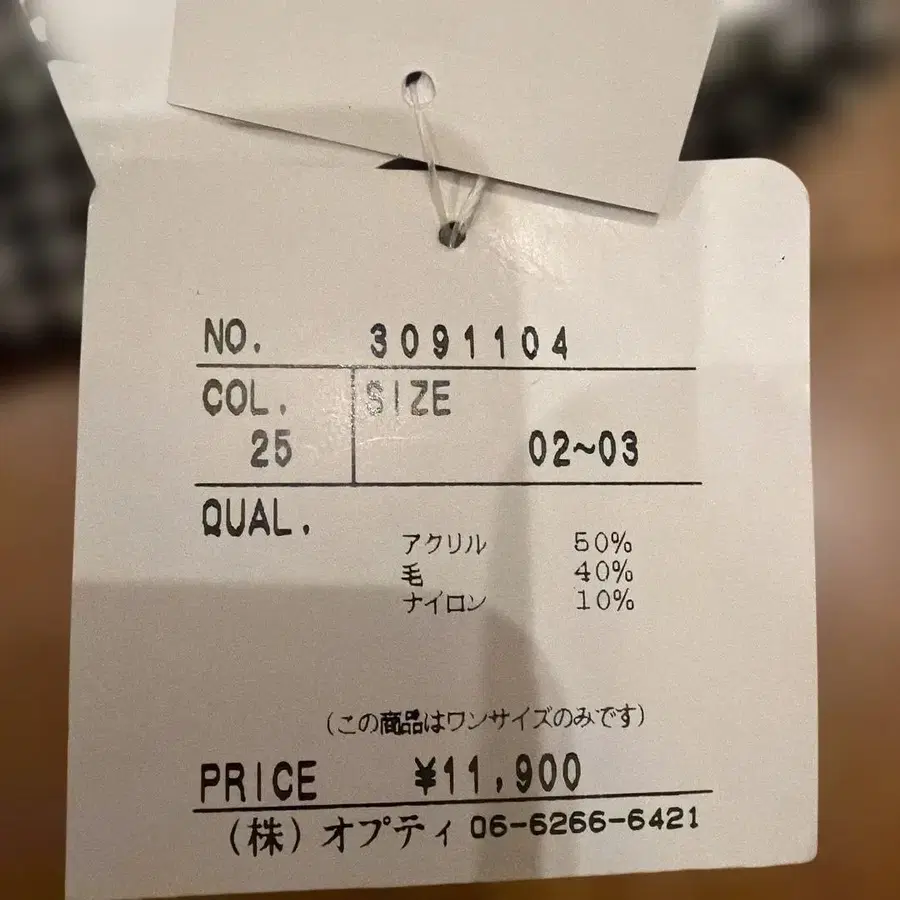 NO. 3091104
COL. SIZE
25 02~03
QUAL.
アクリル 50%
毛 40%
ナイロン 10%
(この商品はワンサイズのみです)
PRICE ¥11,900
(株)オプティ 06-6266-6421